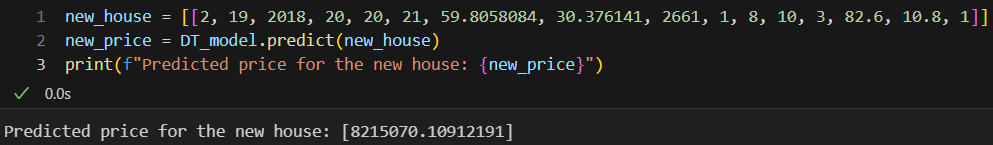 1 new_house = [[2, 19, 2018, 20, 20, 21, 59.8058084, 30.376141, 2661, 1, 8, 10, 3, 82.6, 10.8, 1]]
2 new_price = DT_model.predict(new_house)
3 print(f"Predicted price for the new house: {new_price}")
✓ 0.0s
Predicted price for the new house: [8215070.10912191]